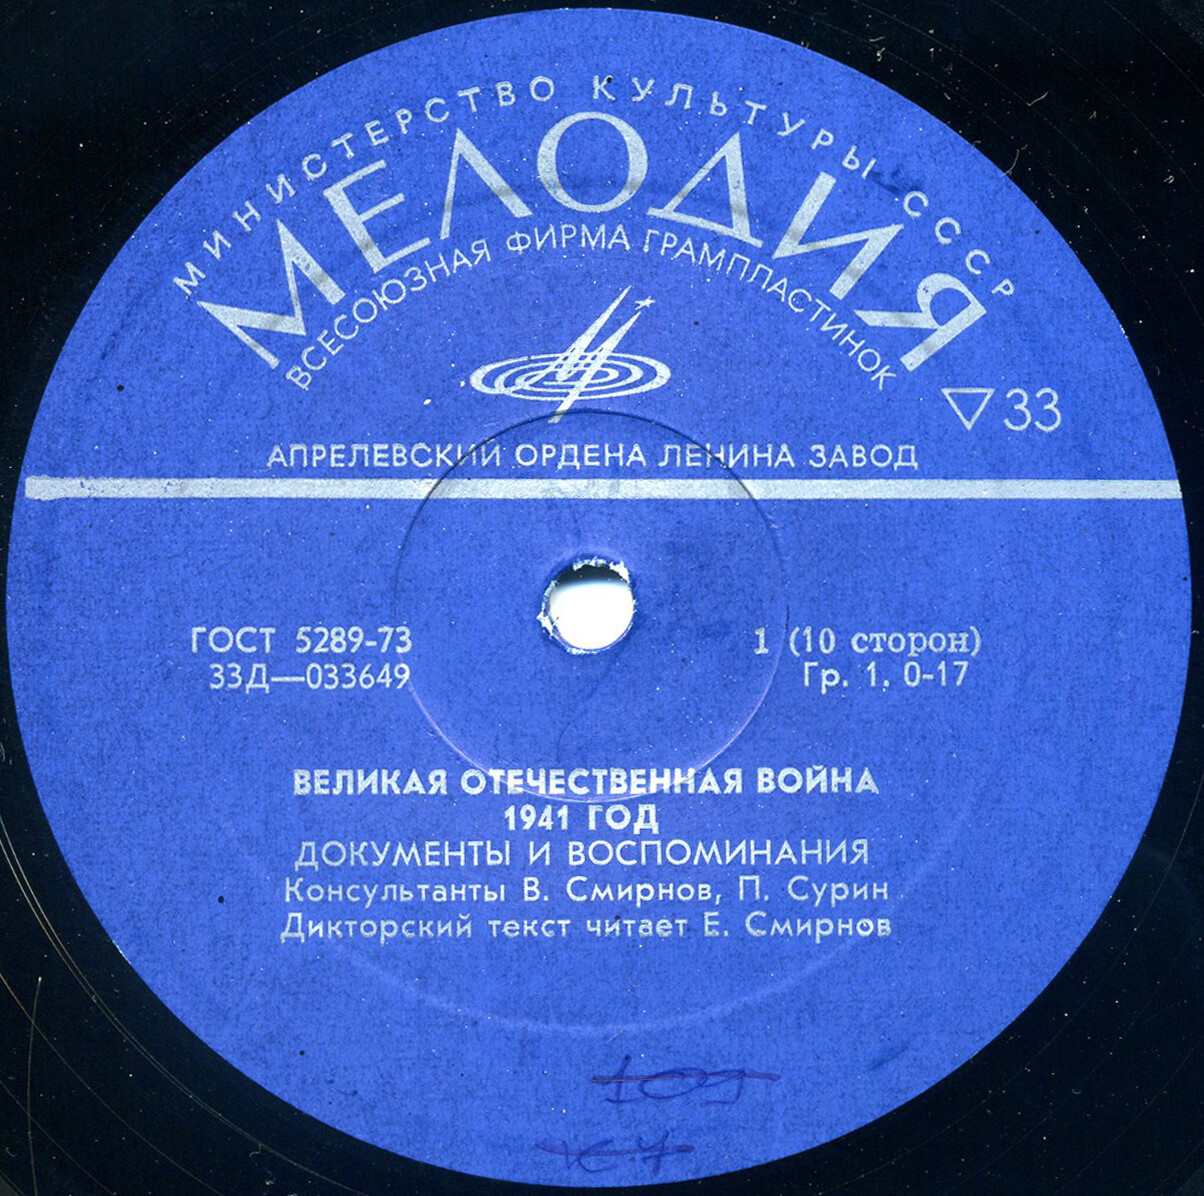 МИНИСТЕРСТВО КУЛЬТУРЫ СССР
МЕЛОДИЯ
ВСЕСОЮЗНАЯ ФИРМА ГРАМПЛАСТИНОК
33
АПРЕЛЕВСКИЙ ОРДЕНА ЛЕНИНА ЗАВОД
ГОСТ 5289-73
33Д—033649
1 (10 сторон)
Гр. 1. 0-17
ВЕЛИКАЯ ОТЕЧЕСТВЕННАЯ ВОЙНА
1941 ГОД
ДОКУМЕНТЫ И ВОСПОМИНАНИЯ
Консультанты В. Смирнов, П. Сурин
Дикторский текст читает Е. Смирнов